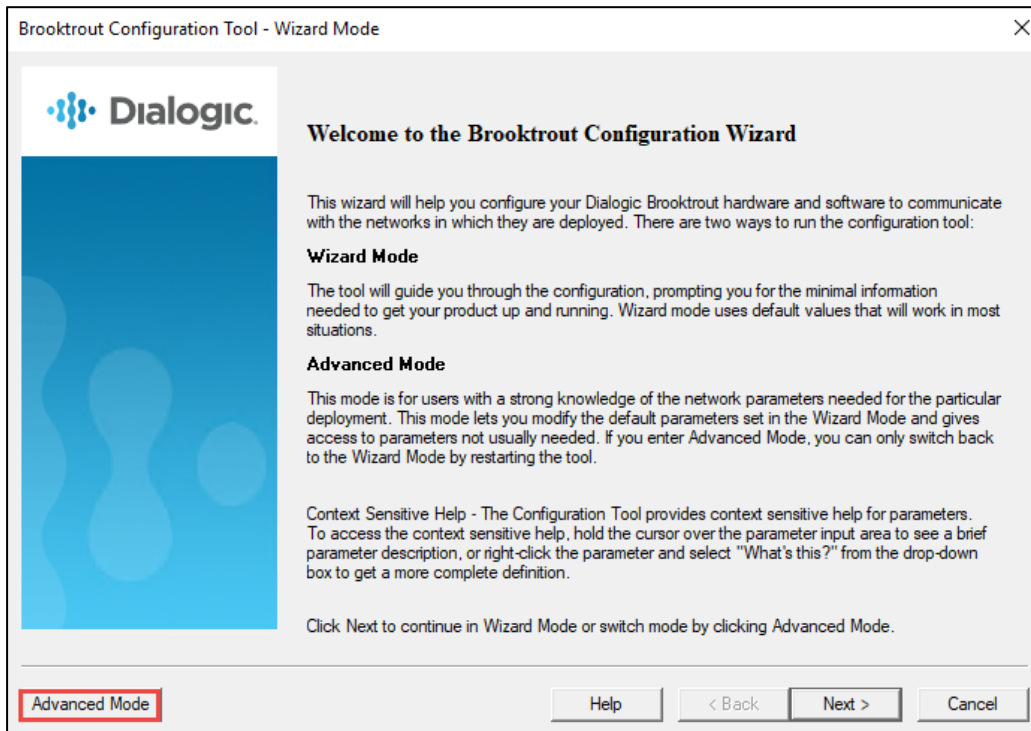 Brooktrout Configuration Tool - Wizard Mode
Dialogic.
Welcome to the Brooktrout Configuration Wizard
This wizard will help you configure your Dialogic Brooktrout hardware and software to communicate
with the networks in which they are deployed. There are two ways to run the configuration tool:
Wizard Mode
The tool will guide you through the configuration, prompting you for the minimal information
needed to get your product up and running. Wizard mode uses default values that will work in most
situations.
Advanced Mode
This mode is for users with a strong knowledge of the network parameters needed for the particular
deployment. This mode lets you modify the default parameters set in the Wizard Mode and gives
access to parameters not usually needed. If you enter Advanced Mode, you can only switch back
to the Wizard Mode by restarting the tool.
Context Sensitive Help - The Configuration Tool provides context sensitive help for parameters.
To access the context sensitive help, hold the cursor over the parameter input area to see a brief
parameter description, or right-click the parameter and select "What's this?" from the drop-down
box to get a more complete definition.
Click Next to continue in Wizard Mode or switch mode by clicking Advanced Mode.
Advanced Mode Help < Back Next > Cancel